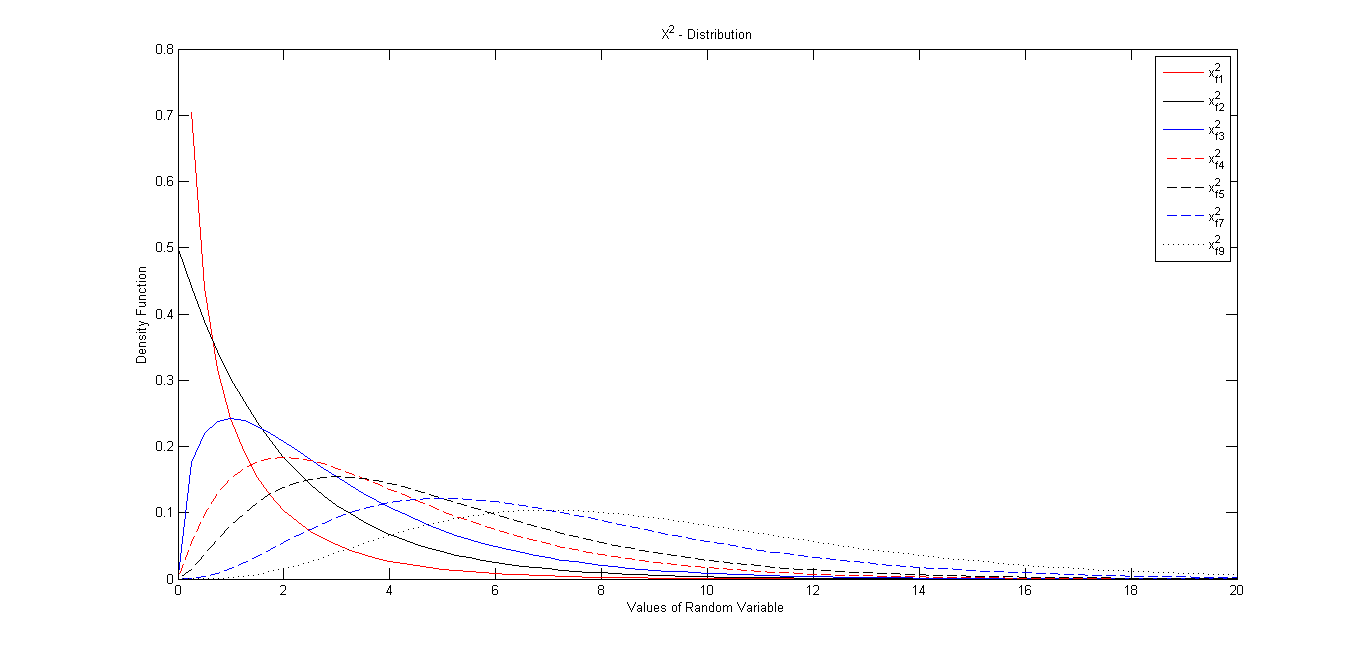 X² - Distribution
0.8
0.7
0.6
0.5
0.4
0.3
0.2
0.1
0
Density Function
0 2 4 6 8 10 12 14 16 18 20
Values of Random Variable
x²f1
x²f2
x²f3
x²f4
x²f5
x²f7
x²f9